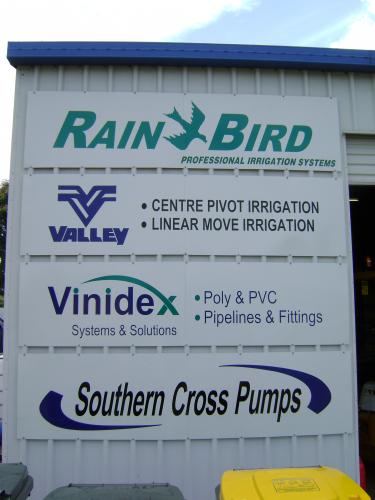 RAIN BIRD
PROFESSIONAL IRRIGATION SYSTEMS
VALLEY
• CENTRE PIVOT IRRIGATION
• LINEAR MOVE IRRIGATION
Vinidex
Systems & Solutions
• Poly & PVC
• Pipelines & Fittings
Southern Cross Pumps